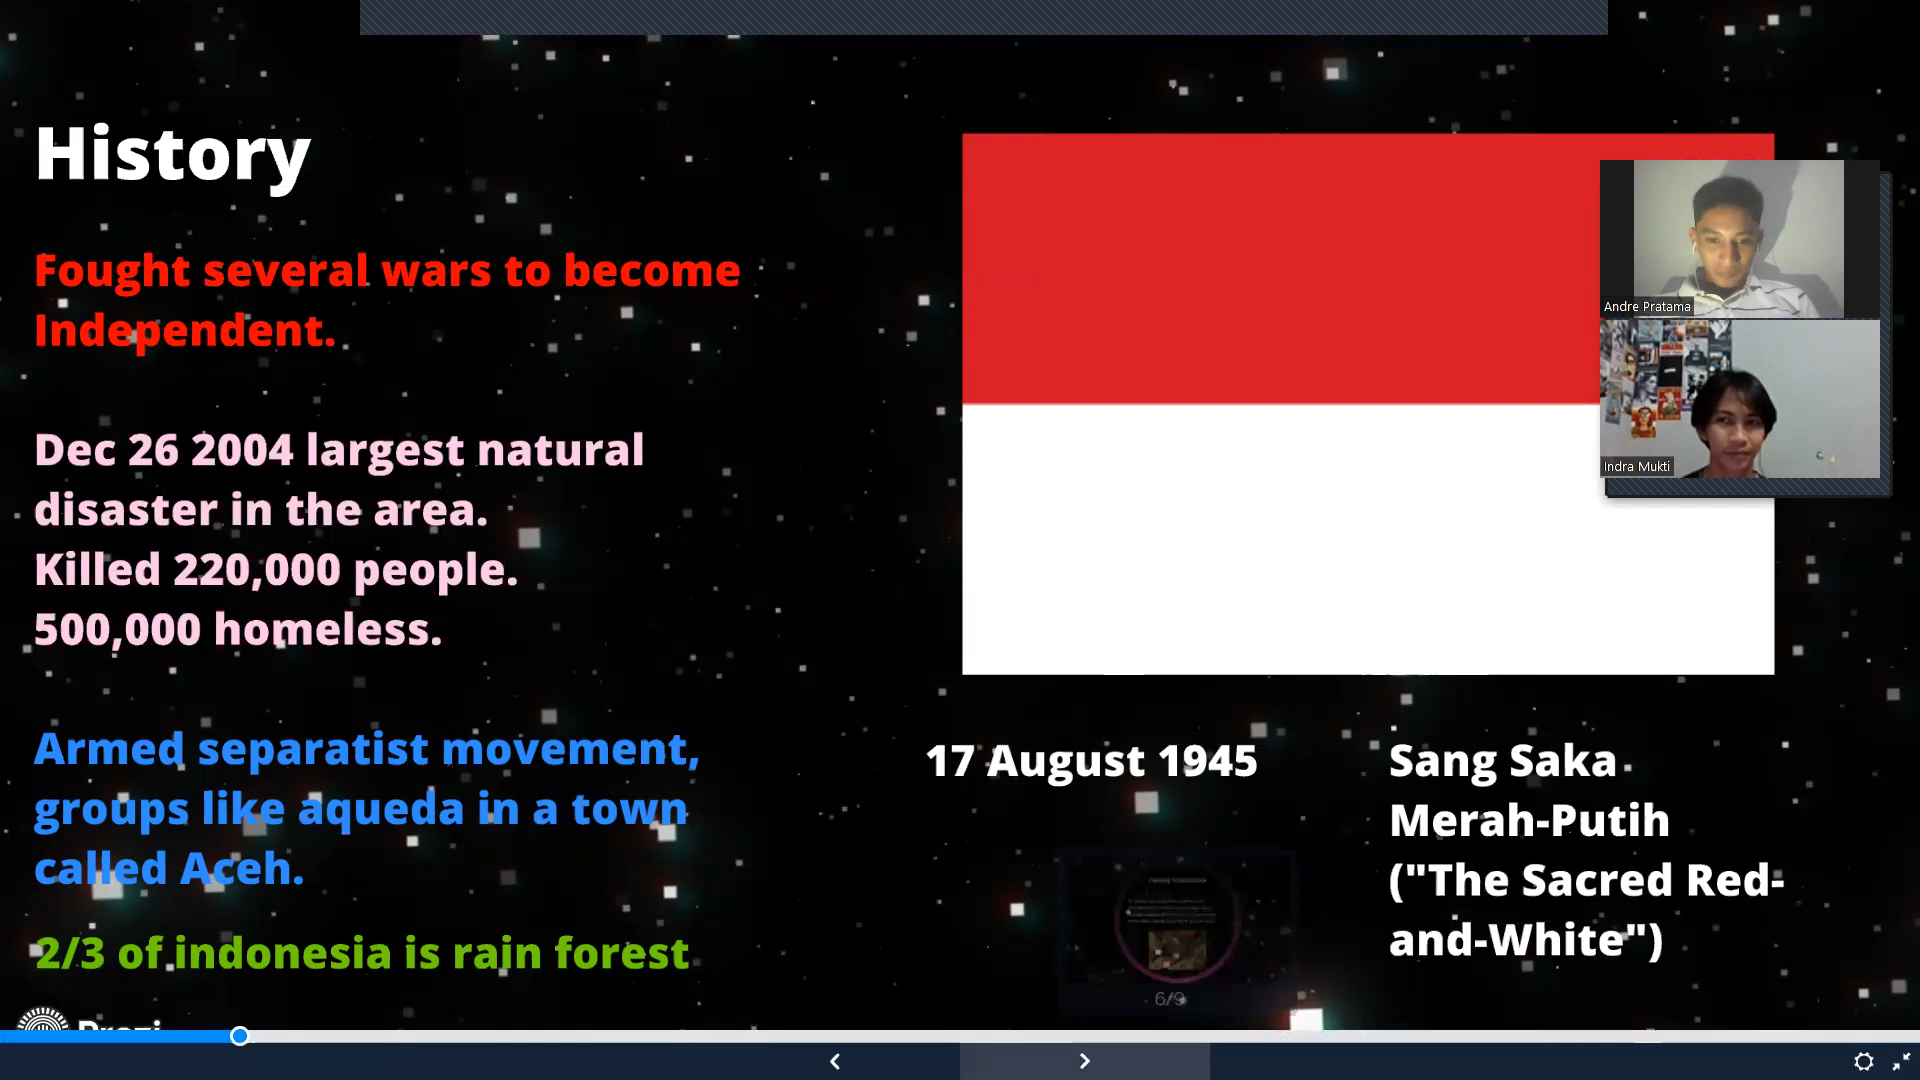 History
Fought several wars to become
Independent.
Dec 26 2004 largest natural
disaster in the area.
Killed 220,000 people.
500,000 homeless.
Armed separatist movement,
groups like aqueda in a town
called Aceh.
2/3 of indonesia is rain forest
17 August 1945
Sang Saka
Merah-Putih
("The Sacred Red-
and-White")
Andre Pratama
Indra Mukti
6/9
Prezi